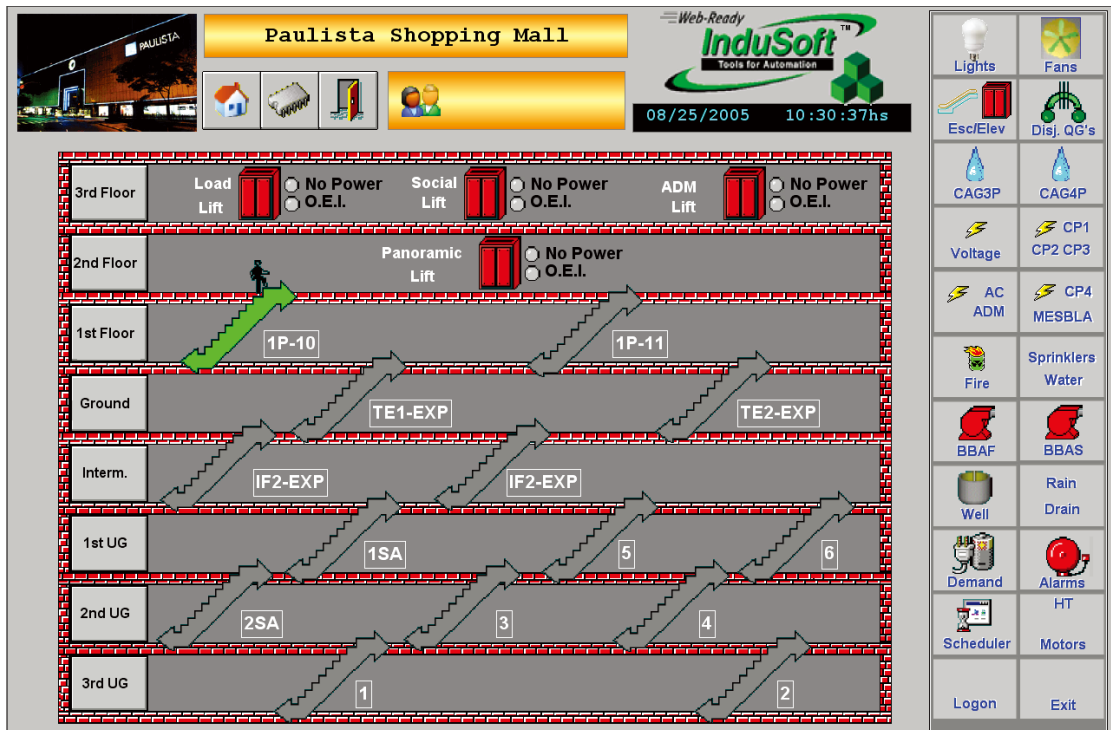 PAULISTA
Paulista Shopping Mall
Web-Ready
InduSoft™
Tools for Automation
08/25/2005 10:30:37hs
3rd Floor
Load Lift
No Power
O.E.I.
Social Lift
No Power
O.E.I.
ADM Lift
No Power
O.E.I.
2nd Floor
Panoramic Lift
No Power
O.E.I.
1st Floor
1P-10
1P-11
Ground
TE1-EXP
TE2-EXP
Interm.
IF2-EXP
IF2-EXP
1st UG
1SA
5
6
2nd UG
2SA
3
4
3rd UG
1
2
Lights
Fans
Esc/Elev
Disj. QG's
CAG3P
CAG4P
Voltage
CP1
CP2 CP3
AC
ADM
CP4
MESBLA
Fire
Sprinklers
Water
BBAF
BBAS
Well
Rain
Drain
Demand
Alarms
Scheduler
HT
Motors
Logon
Exit